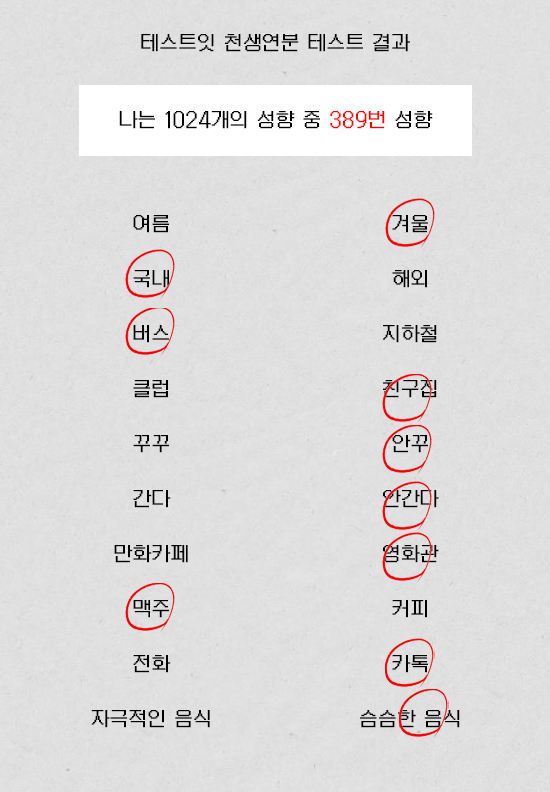 테스트잇 천생연분 테스트 결과
나는 1024개의 성향 중 389번 성향
여름 겨울
국내 해외
버스 지하철
클럽 친구집
꾸꾸 안꾸
간다 안간다
만화카페 영화관
맥주 커피
전화 카톡
자극적인 음식 슴슴한 음식